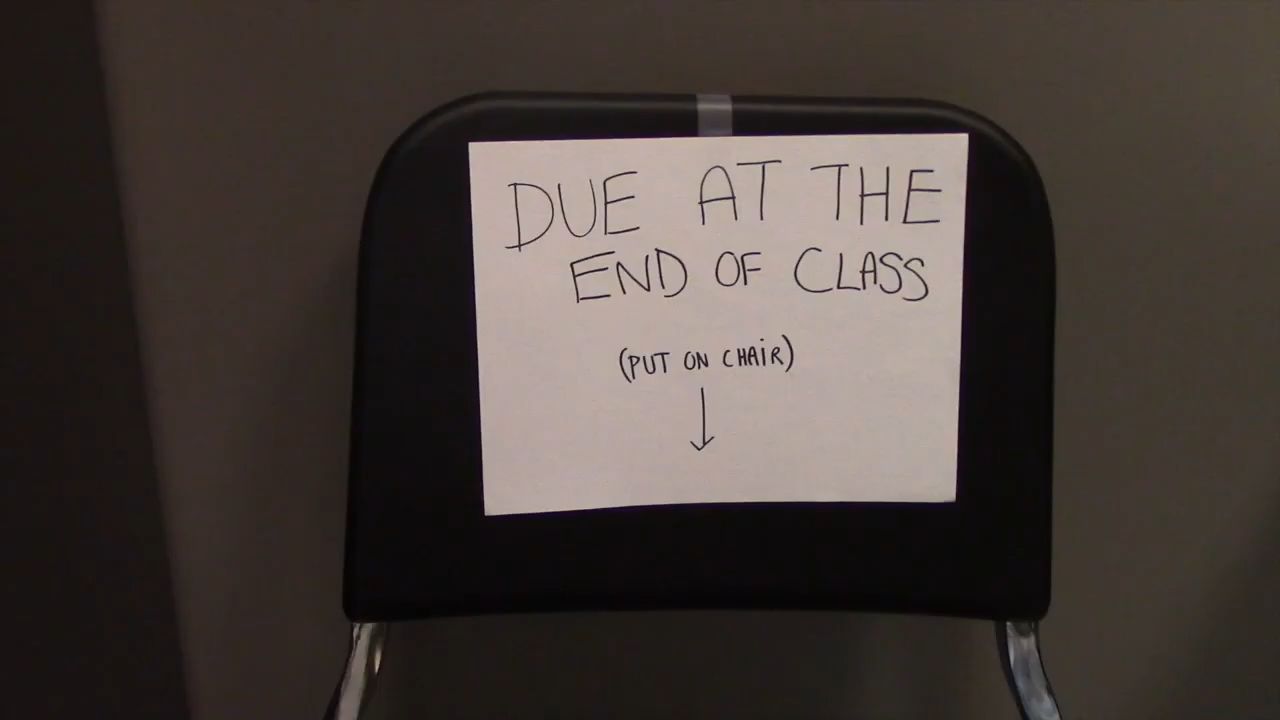 DUE AT THE
END OF CLASS
(PUT ON CHAiR)